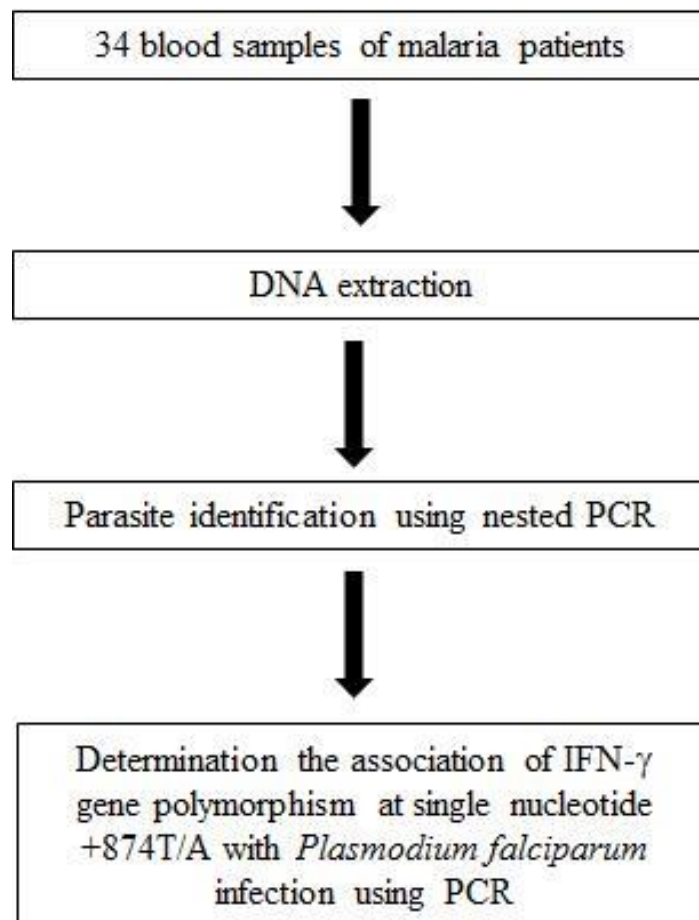 34 blood samples of malaria patients
DNA extraction
Parasite identification using nested PCR
Determination the association of IFN-γ
gene polymorphism at single nucleotide
+874T/A with Plasmodium falciparum
infection using PCR